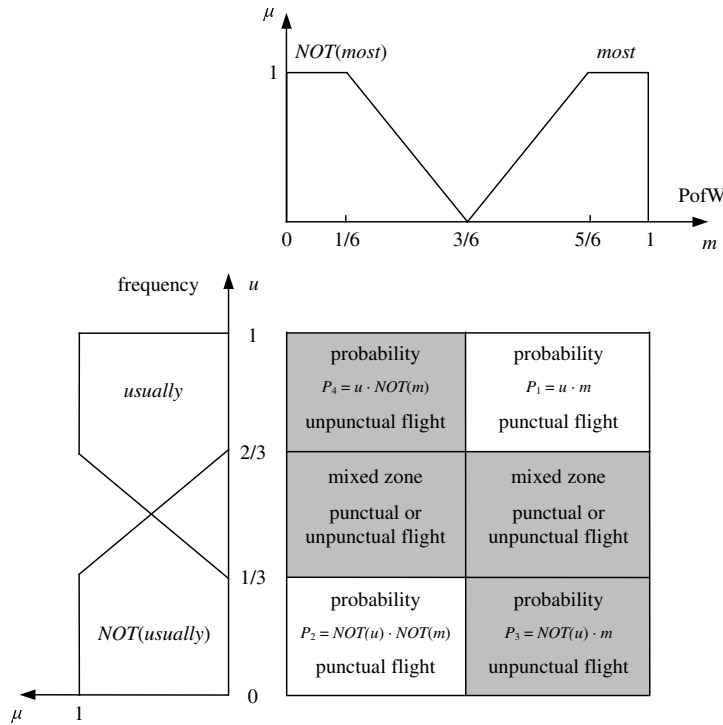 μ
NOT(most)
most
1
PofW
0 1/6 3/6 5/6 1 m
frequency u
1
usually
2/3
1/3
NOT(usually)
0
1
μ
probability
P4 = u · NOT(m)
unpunctual flight
probability
P1 = u · m
punctual flight
mixed zone
punctual or
unpunctual flight
mixed zone
punctual or
unpunctual flight
probability
P2 = NOT(u) · NOT(m)
punctual flight
probability
P3 = NOT(u) · m
unpunctual flight